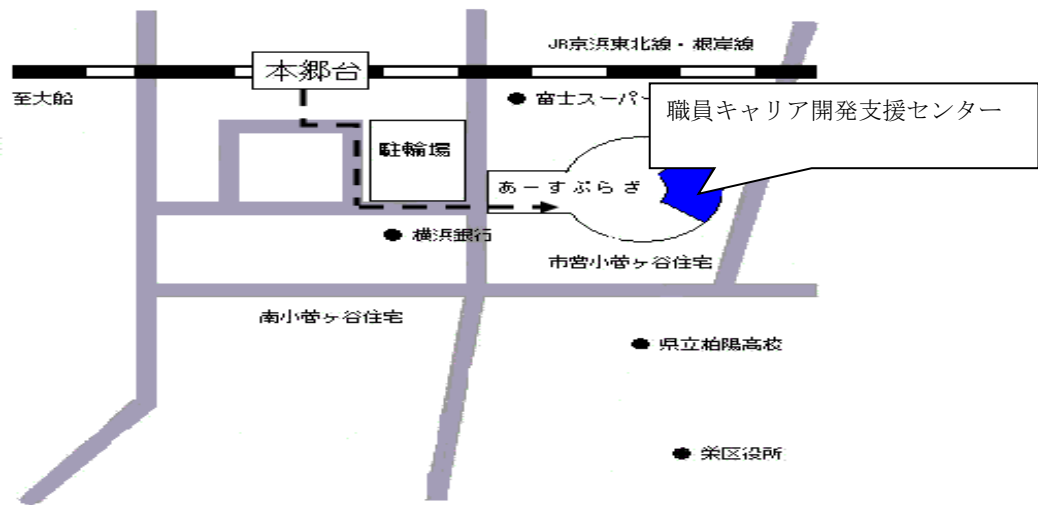 JR京浜東北線・根岸線
本郷台
至大船
富士スーパー
職員キャリア開発支援センター
駐輪場
あーすぷらざ
横浜銀行
市営小菅ヶ谷住宅
南小菅ヶ谷住宅
県立柏陽高校
栄区役所